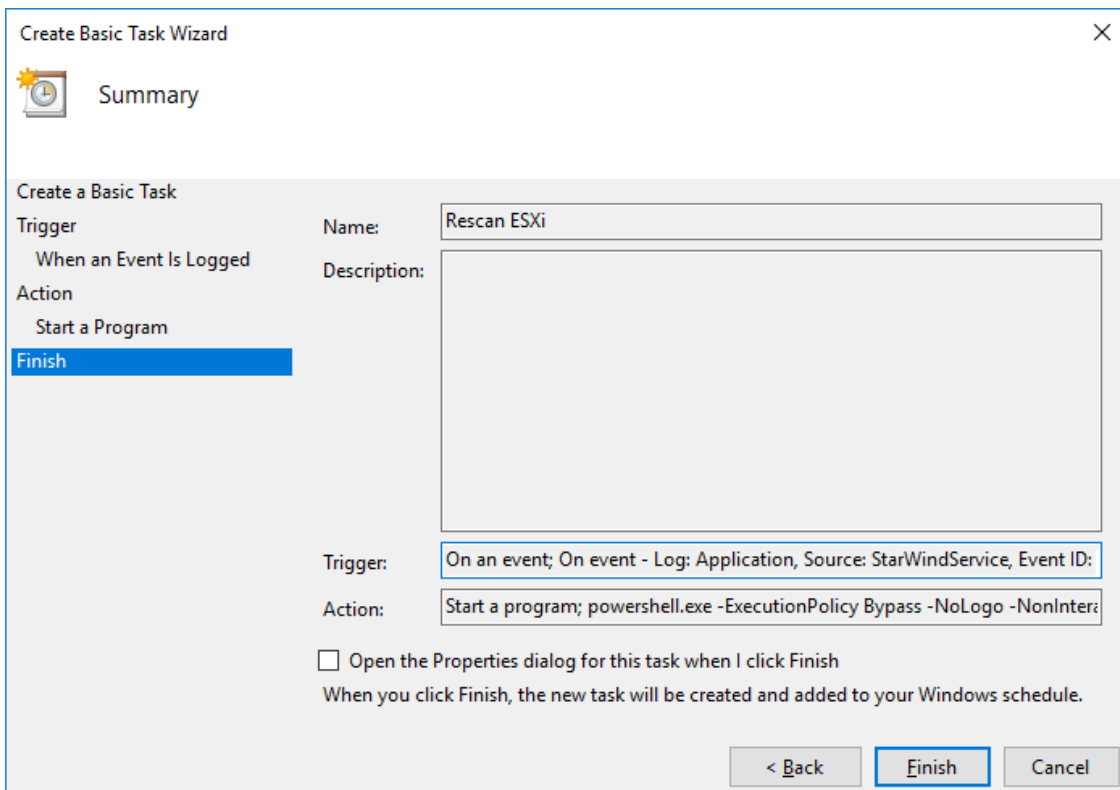 Create Basic Task Wizard
Summary
Create a Basic Task
Trigger
When an Event Is Logged
Action
Start a Program
Finish
Name: Rescan ESXi
Description:
Trigger: On an event; On event - Log: Application, Source: StarWindService, Event ID:
Action: Start a program; powershell.exe -ExecutionPolicy Bypass -NoLogo -NonIntera
Open the Properties dialog for this task when I click Finish
When you click Finish, the new task will be created and added to your Windows schedule.
< Back Finish Cancel